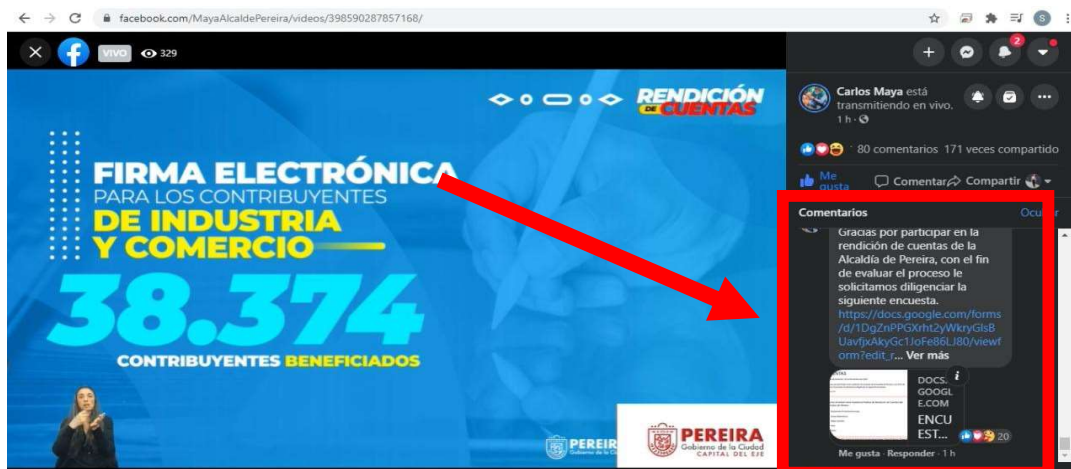 facebook.com/MayaAlcaldePereira/videos/398590287857168/
S
VIVO 329
2
RENDICIÓN
DE CUENTAS
FIRMA ELECTRÓNICA
PARA LOS CONTRIBUYENTES
DE INDUSTRIA
Y COMERCIO
38.374
CONTRIBUYENTES BENEFICIADOS
PEREIR
PEREIRA
Gobierno de la Ciudad
CAPITAL DEL EJE
Carlos Maya está
transmitiendo en vivo.
1 h
80 comentarios 171 veces compartido
Me
gusta
Comentar Compartir
Comentarios
Gracias por participar en la
rendición de cuentas de la
Alcaldía de Pereira, con el fin
de evaluar el proceso le
solicitamos diligenciar la
siguiente encuesta.
https://docs.google.com/forms
/d/1DgZnPPGXrht2yWkryGlsB
UavfjxAkyGc1JoFe86LJ80/viewf
orm?edit_r... Ver más
DOCS.
GOOGL
E.COM
ENCU
EST...
20
Me gusta · Responder · 1 h